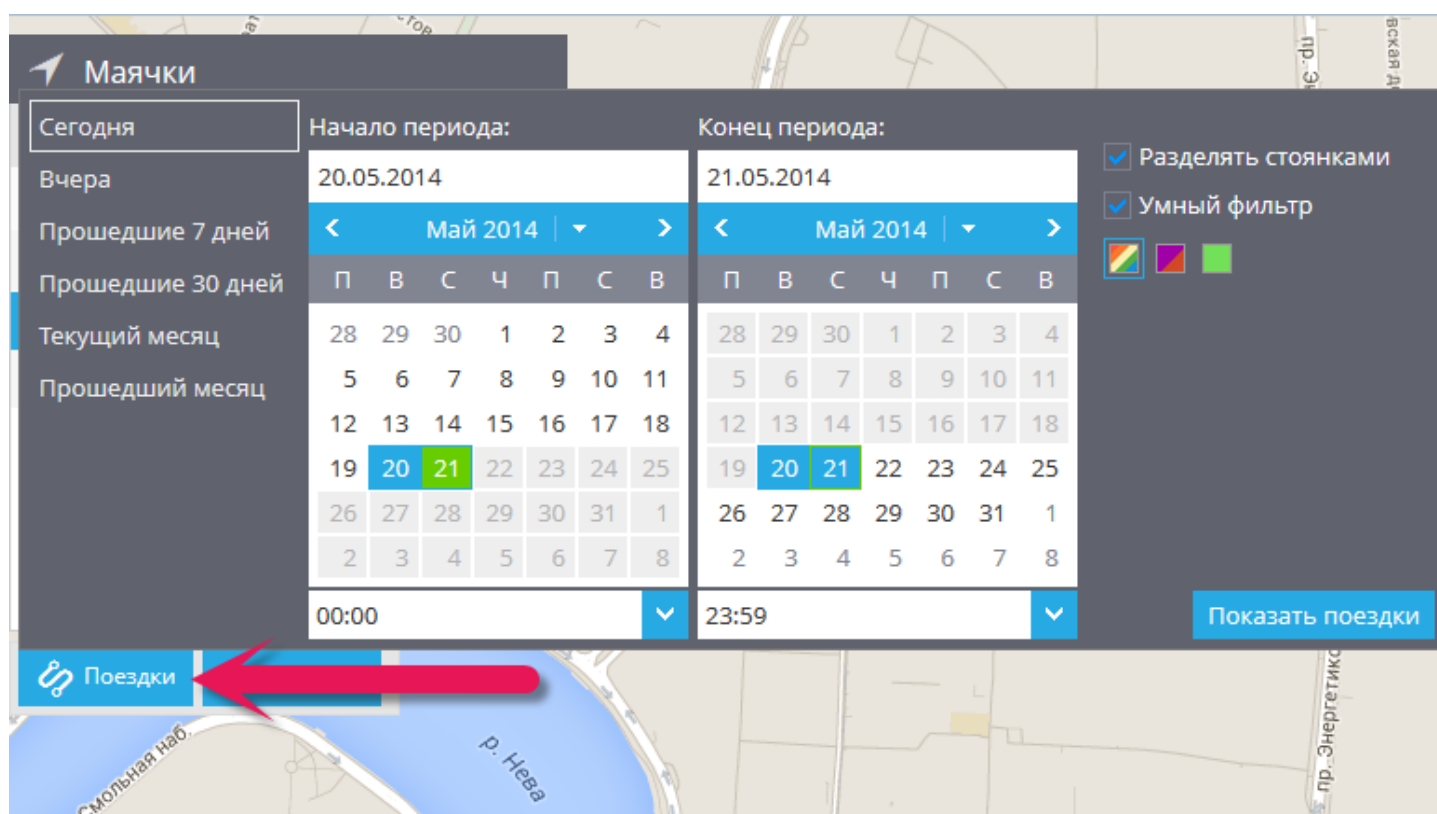 Маячки
Сегодня
Вчера
Прошедшие 7 дней
Прошедшие 30 дней
Текущий месяц
Прошедший месяц
Начало периода:
20.05.2014
Май 2014
П В С Ч П С В
28 29 30 1 2 3 4
5 6 7 8 9 10 11
12 13 14 15 16 17 18
19 20 21 22 23 24 25
26 27 28 29 30 31 1
2 3 4 5 6 7 8
00:00
Конец периода:
21.05.2014
Май 2014
П В С Ч П С В
28 29 30 1 2 3 4
5 6 7 8 9 10 11
12 13 14 15 16 17 18
19 20 21 22 23 24 25
26 27 28 29 30 31 1
2 3 4 5 6 7 8
23:59
Разделять стоянками
Умный фильтр
Показать поездки
Поездки
Смольная наб.
р. Нева
пр. Энергетик